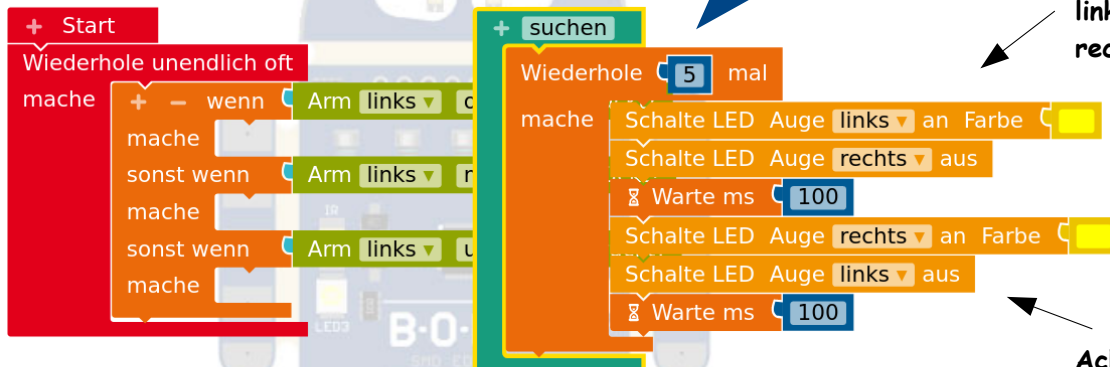 + Start
Wiederhole unendlich oft
mache + − wenn Arm links
mache
sonst wenn Arm links
mache
sonst wenn Arm links
mache
+ suchen
Wiederhole 5 mal
mache Schalte LED Auge links an Farbe
Schalte LED Auge rechts aus
Warte ms 100
Schalte LED Auge rechts an Farbe
Schalte LED Auge links aus
Warte ms 100
IR
LED3
B-O-